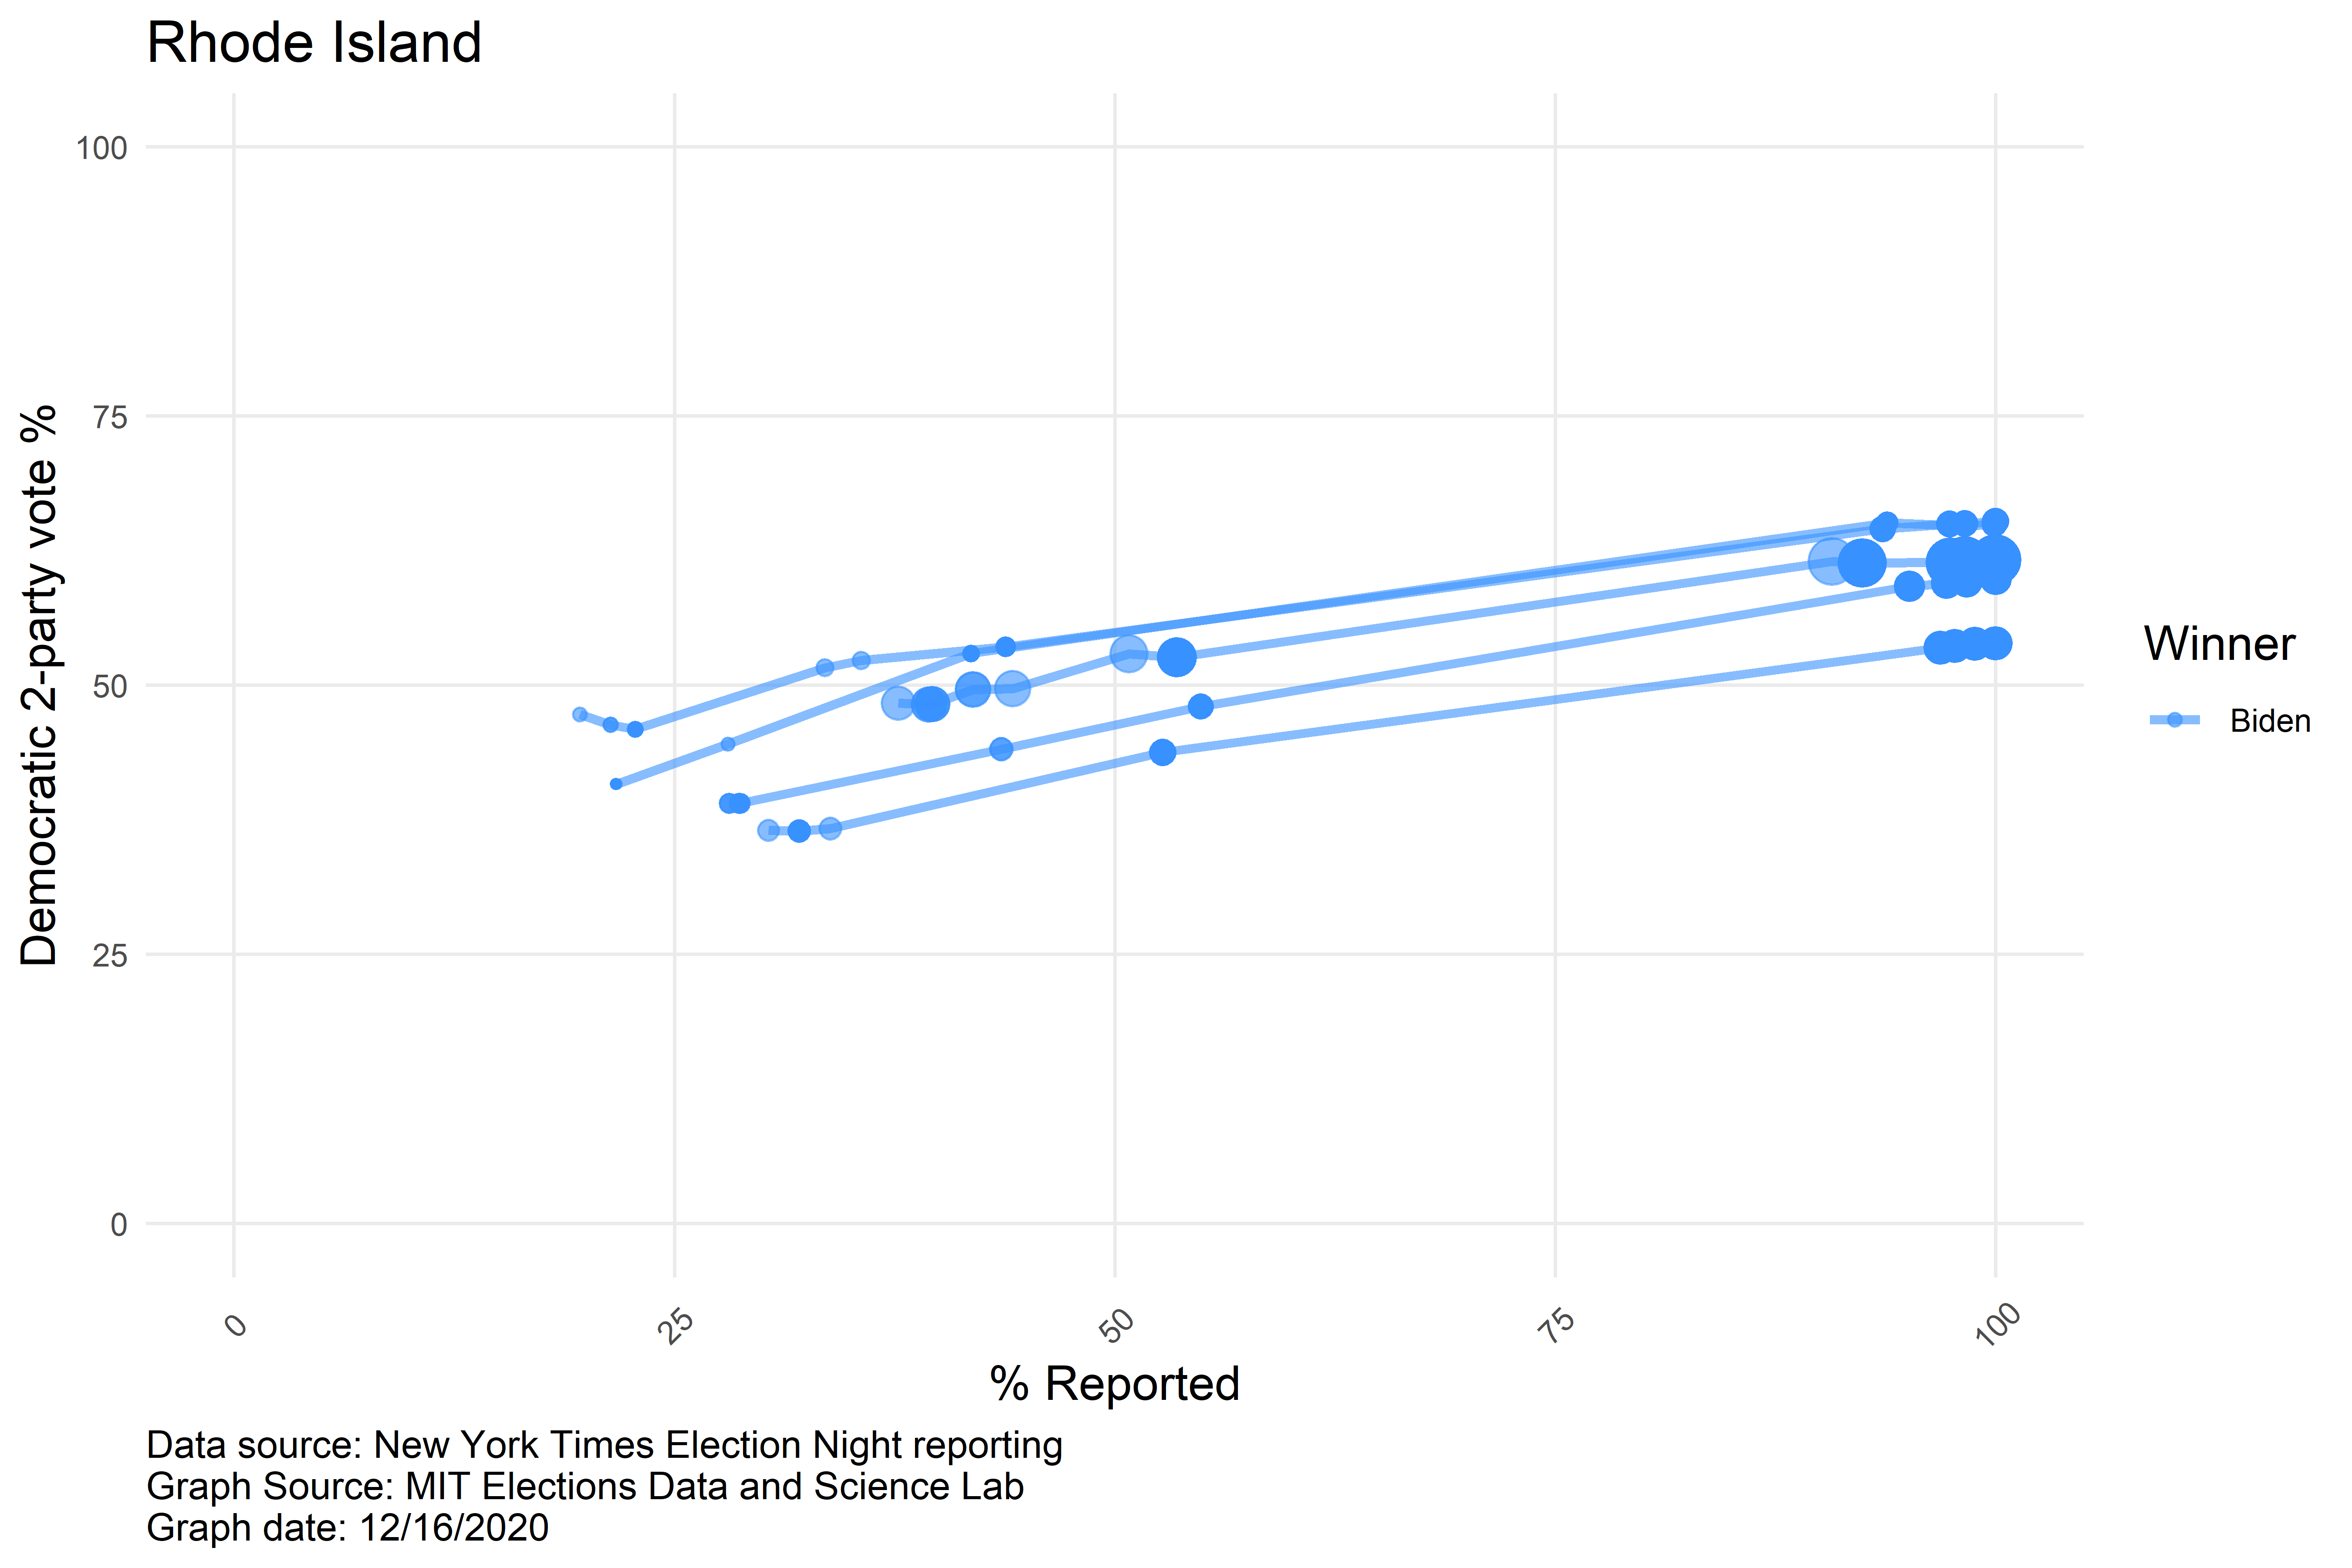 Rhode Island
100
75
50
25
0
Democratic 2-party vote %
0
25
50
75
100
% Reported
Winner
Biden
Data source: New York Times Election Night reporting
Graph Source: MIT Elections Data and Science Lab
Graph date: 12/16/2020